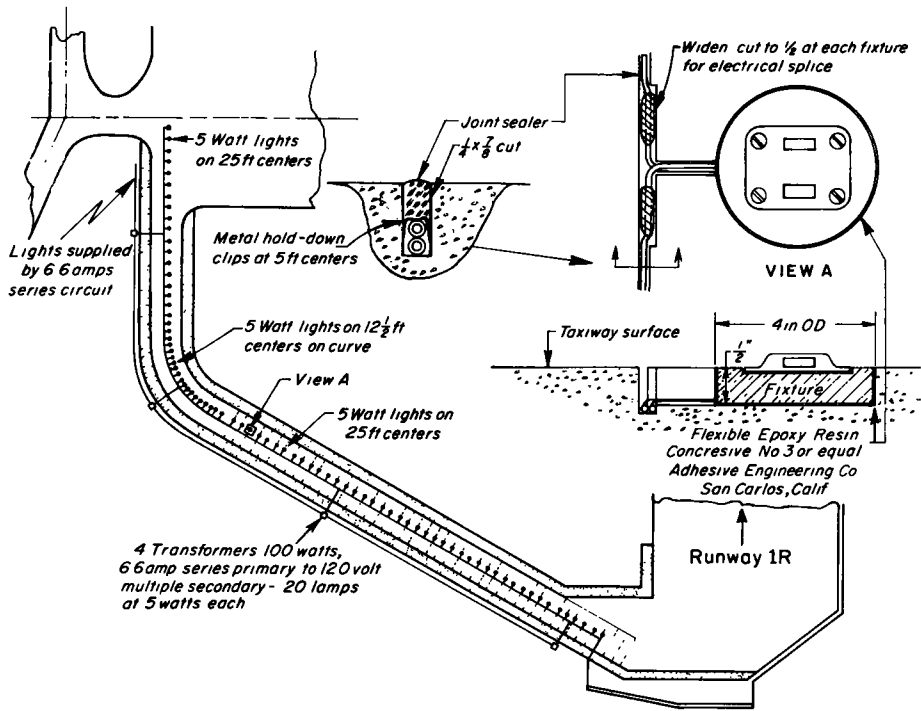 Widen cut to ½ at each fixture
for electrical splice
Joint sealer
¼ x ⅞ cut
5 Watt lights
on 25 ft centers
Metal hold-down
clips at 5 ft centers
Lights supplied
by 6 6 amps
series circuit
VIEW A
5 Watt lights on 12½ ft
centers on curve
Taxiway surface
4 in OD
½"
Fixture
View A
5 Watt lights on
25 ft centers
Flexible Epoxy Resin
Concresive No 3 or equal
Adhesive Engineering Co
San Carlos, Calif
4 Transformers 100 watts,
6 6 amp series primary to 120 volt
multiple secondary - 20 lamps
at 5 watts each
Runway 1R